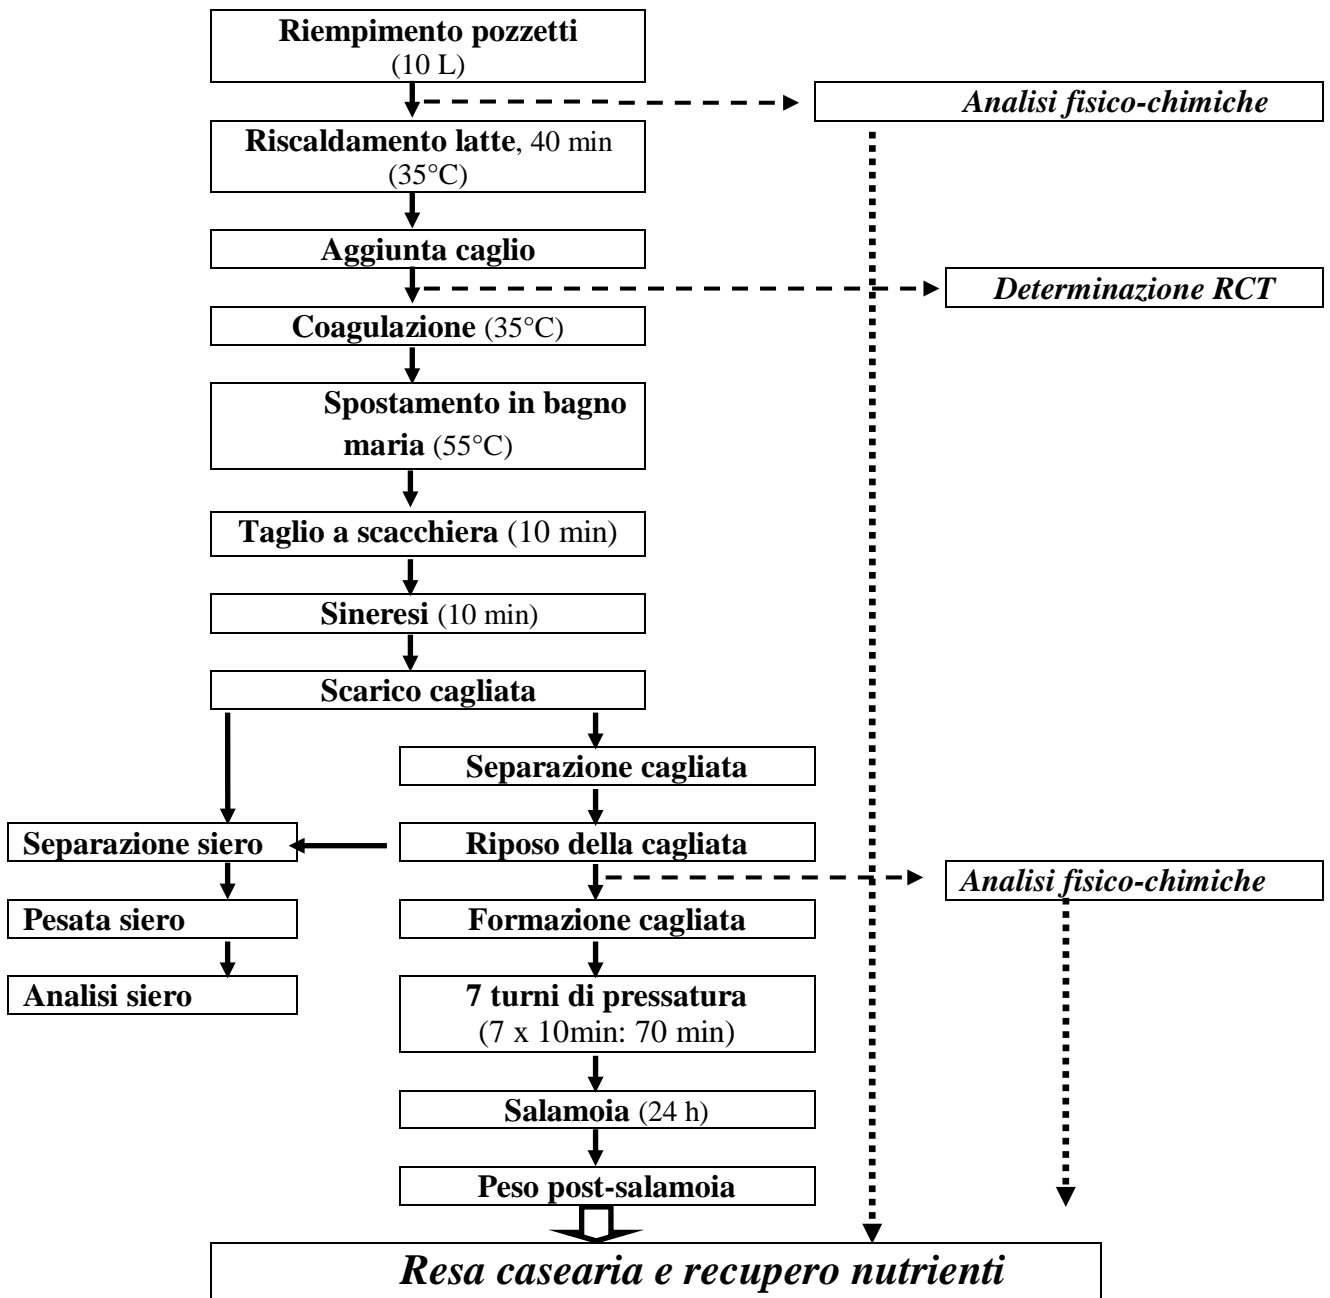 Riempimento pozzetti
(10 L)
Analisi fisico-chimiche
Riscaldamento latte, 40 min
(35°C)
Aggiunta caglio
Determinazione RCT
Coagulazione (35°C)
Spostamento in bagno
maria (55°C)
Taglio a scacchiera (10 min)
Sineresi (10 min)
Scarico cagliata
Separazione cagliata
Separazione siero
Riposo della cagliata
Analisi fisico-chimiche
Pesata siero
Formazione cagliata
Analisi siero
7 turni di pressatura
(7 x 10min: 70 min)
Salamoia (24 h)
Peso post-salamoia
Resa casearia e recupero nutrienti